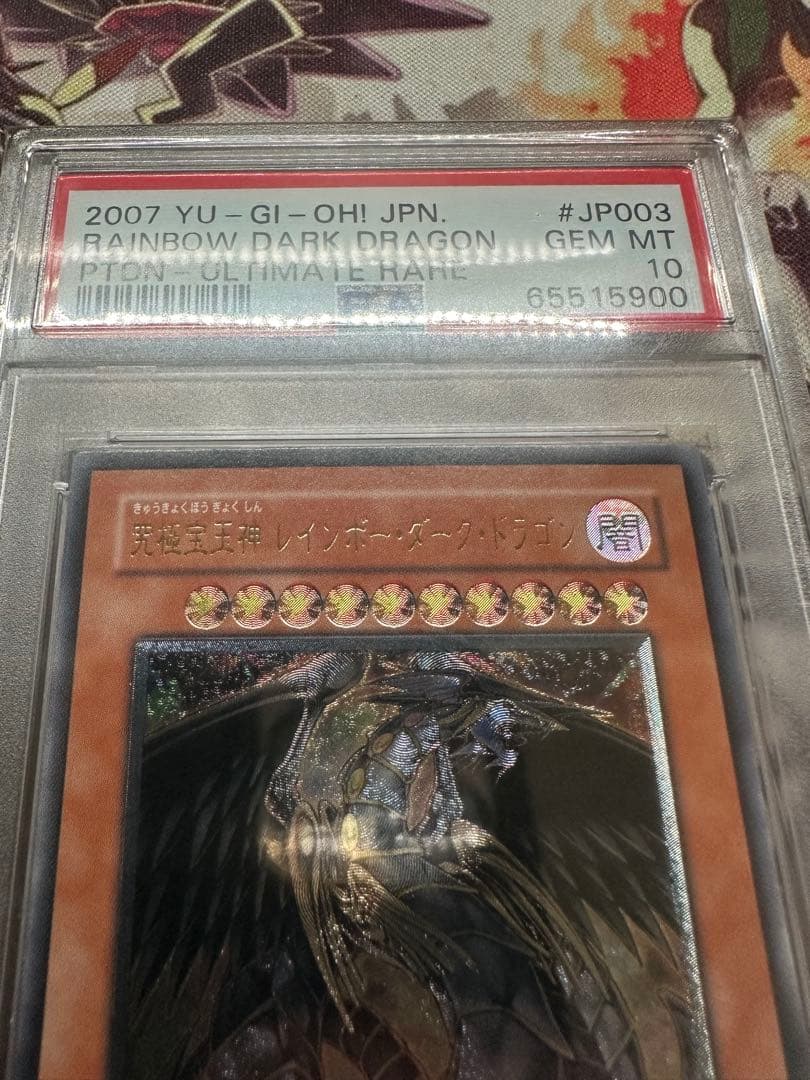 2007 YU-GI-OH! JPN. #JP003
RAINBOW DARK DRAGON GEM MT
PTDN-ULTIMATE RARE 10
PSA 65515900
きゅうきょくほう ぎょく しん
究極宝玉神 レインボー・ダーク・ドラゴン 闇